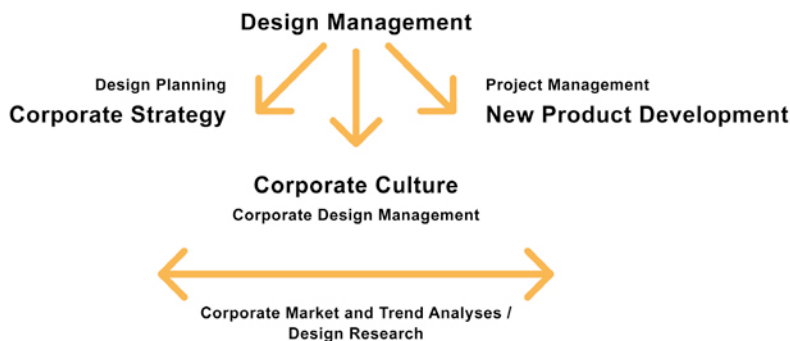 Design Management
Design Planning
Corporate Strategy
Project Management
New Product Development
Corporate Culture
Corporate Design Management
Corporate Market and Trend Analyses /
Design Research